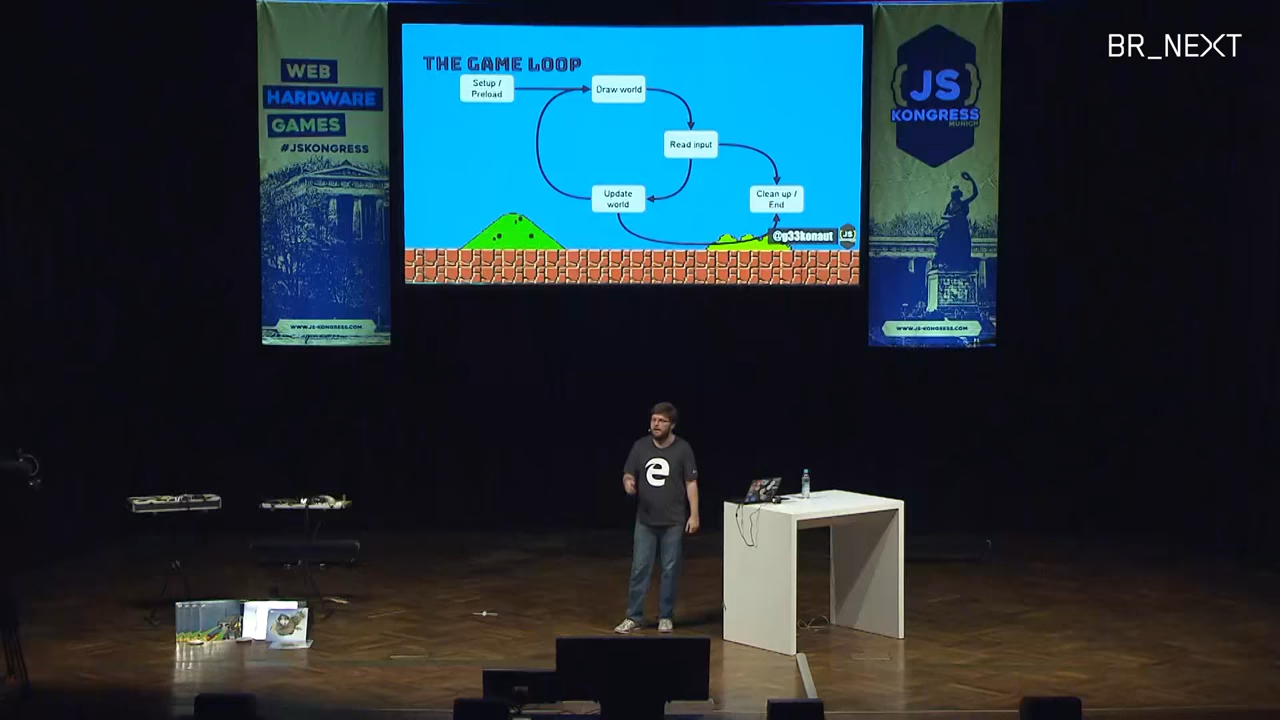 BR_NEXT
WEB
HARDWARE
GAMES
#JSKONGRESS
WWW.JS-KONGRESS.COM
THE GAME LOOP
Setup /
Preload
Draw world
Read input
Update
world
Clean up /
End
@g33konaut
JS
{JS}
KONGRESS
MUNICH
WWW.JS-KONGRESS.COM
e